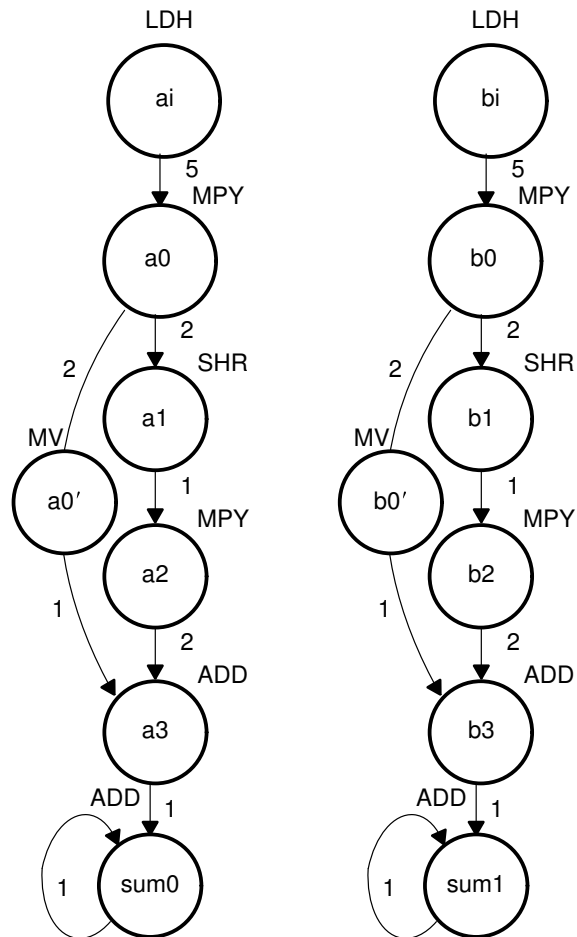 LDH LDH
ai bi
5 5
MPY MPY
a0 b0
2 2
SHR SHR
2 2
a1 b1
MV MV
1 1
a0′ b0′
MPY MPY
a2 b2
1 1
2 2
ADD ADD
a3 b3
ADD ADD
1 1
1 sum0 1 sum1